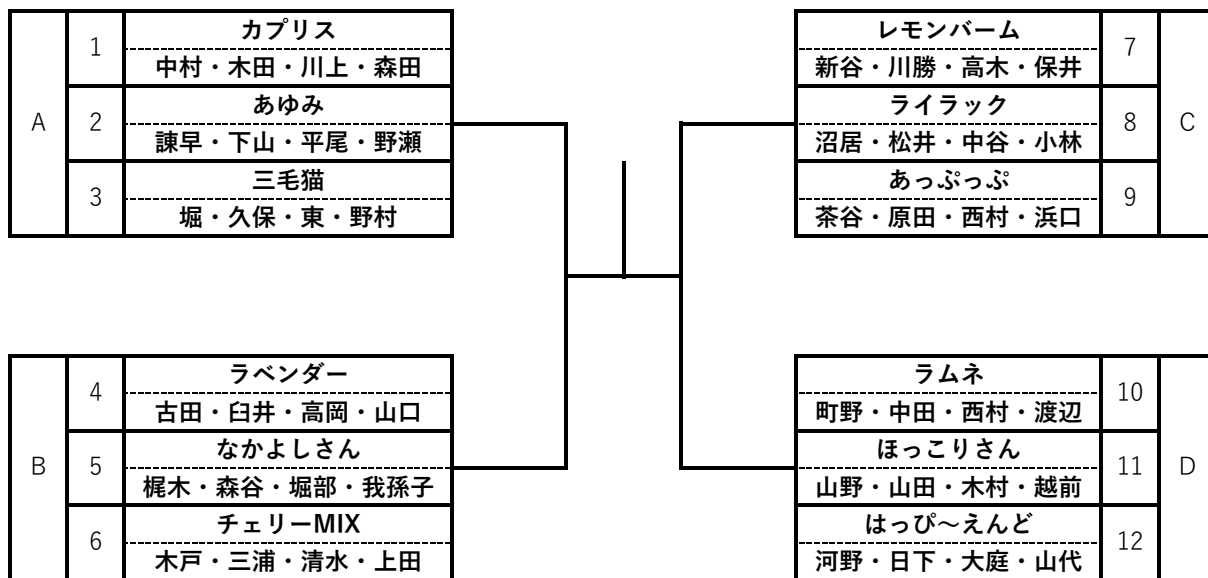 A
1
カプリス
中村・木田・川上・森田
2
あゆみ
諫早・下山・平尾・野瀬
3
三毛猫
堀・久保・東・野村
B
4
ラベンダー
古田・臼井・高岡・山口
5
なかよしさん
梶木・森谷・堀部・我孫子
6
チェリーMIX
木戸・三浦・清水・上田
レモンバーム
新谷・川勝・高木・保井
7
ライラック
沼居・松井・中谷・小林
8
あっぷっぷ
茶谷・原田・西村・浜口
9
C
ラムネ
町野・中田・西村・渡辺
10
ほっこりさん
山野・山田・木村・越前
11
はっぴ～えんど
河野・日下・大庭・山代
12
D